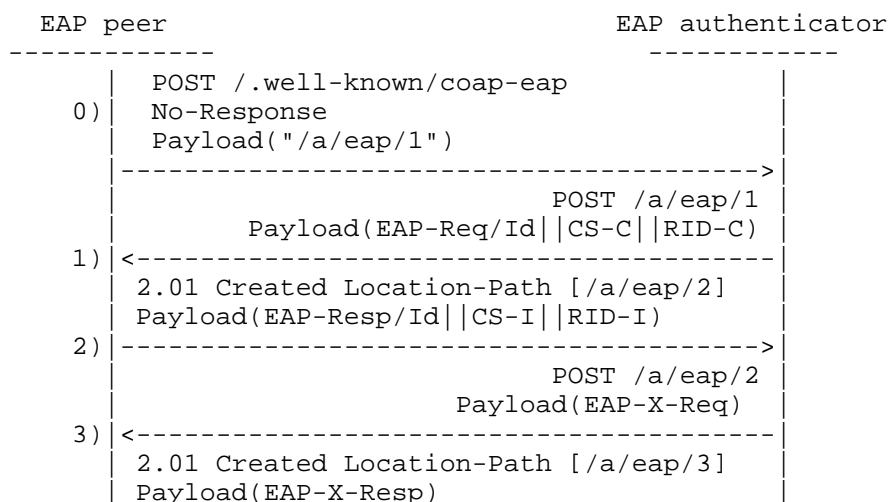 EAP peer EAP authenticator
-------------- ------------
| POST /.well-known/coap-eap |
0)| No-Response |
| Payload("/a/eap/1") |
|---------------------------------------->|
| POST /a/eap/1 |
| Payload(EAP-Req/Id||CS-C||RID-C) |
1)|<----------------------------------------|
| 2.01 Created Location-Path [/a/eap/2] |
| Payload(EAP-Resp/Id||CS-I||RID-I) |
2)|---------------------------------------->|
| POST /a/eap/2 |
| Payload(EAP-X-Req) |
3)|<----------------------------------------|
| 2.01 Created Location-Path [/a/eap/3] |
| Payload(EAP-X-Resp) |